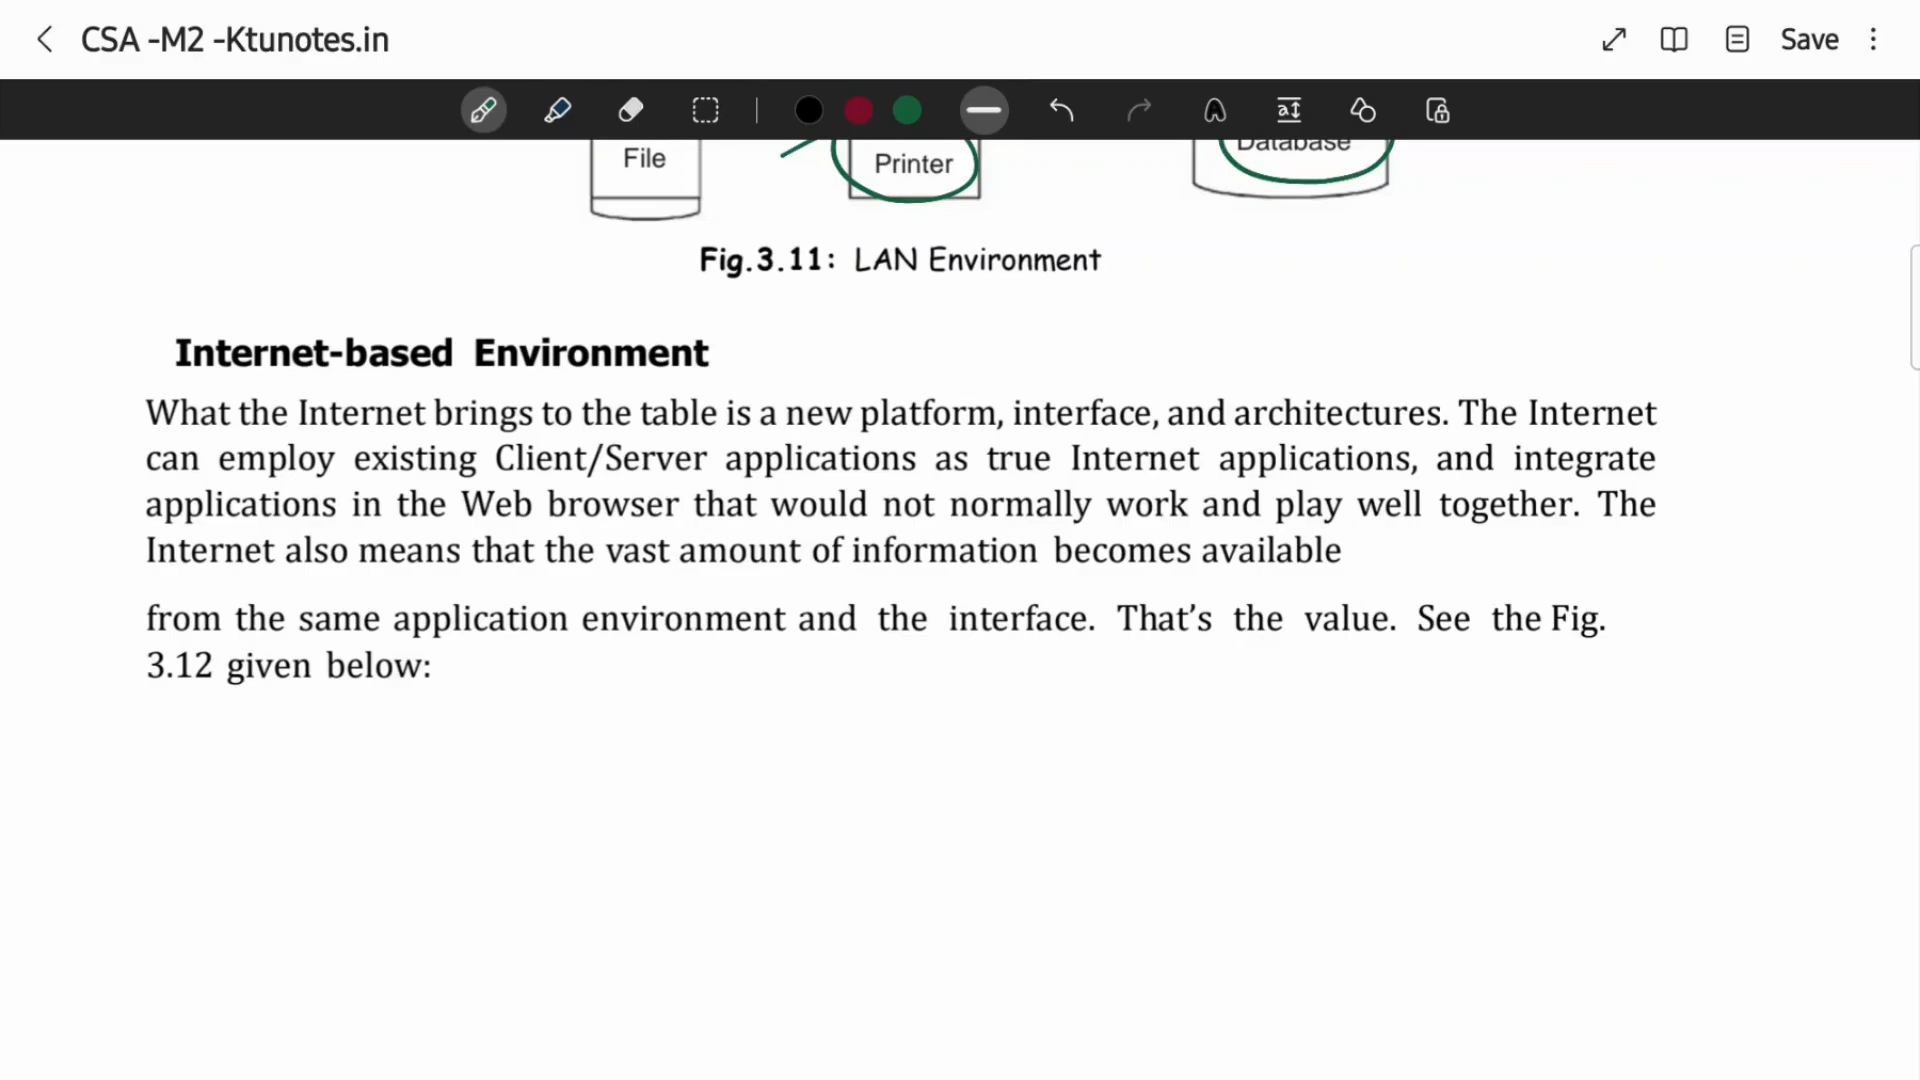 CSA -M2 -Ktunotes.in
Save
File
Printer
Database
Fig.3.11: LAN Environment
Internet-based Environment
What the Internet brings to the table is a new platform, interface, and architectures. The Internet
can employ existing Client/Server applications as true Internet applications, and integrate
applications in the Web browser that would not normally work and play well together. The
Internet also means that the vast amount of information becomes available
from the same application environment and the interface. That’s the value. See the Fig.
3.12 given below: